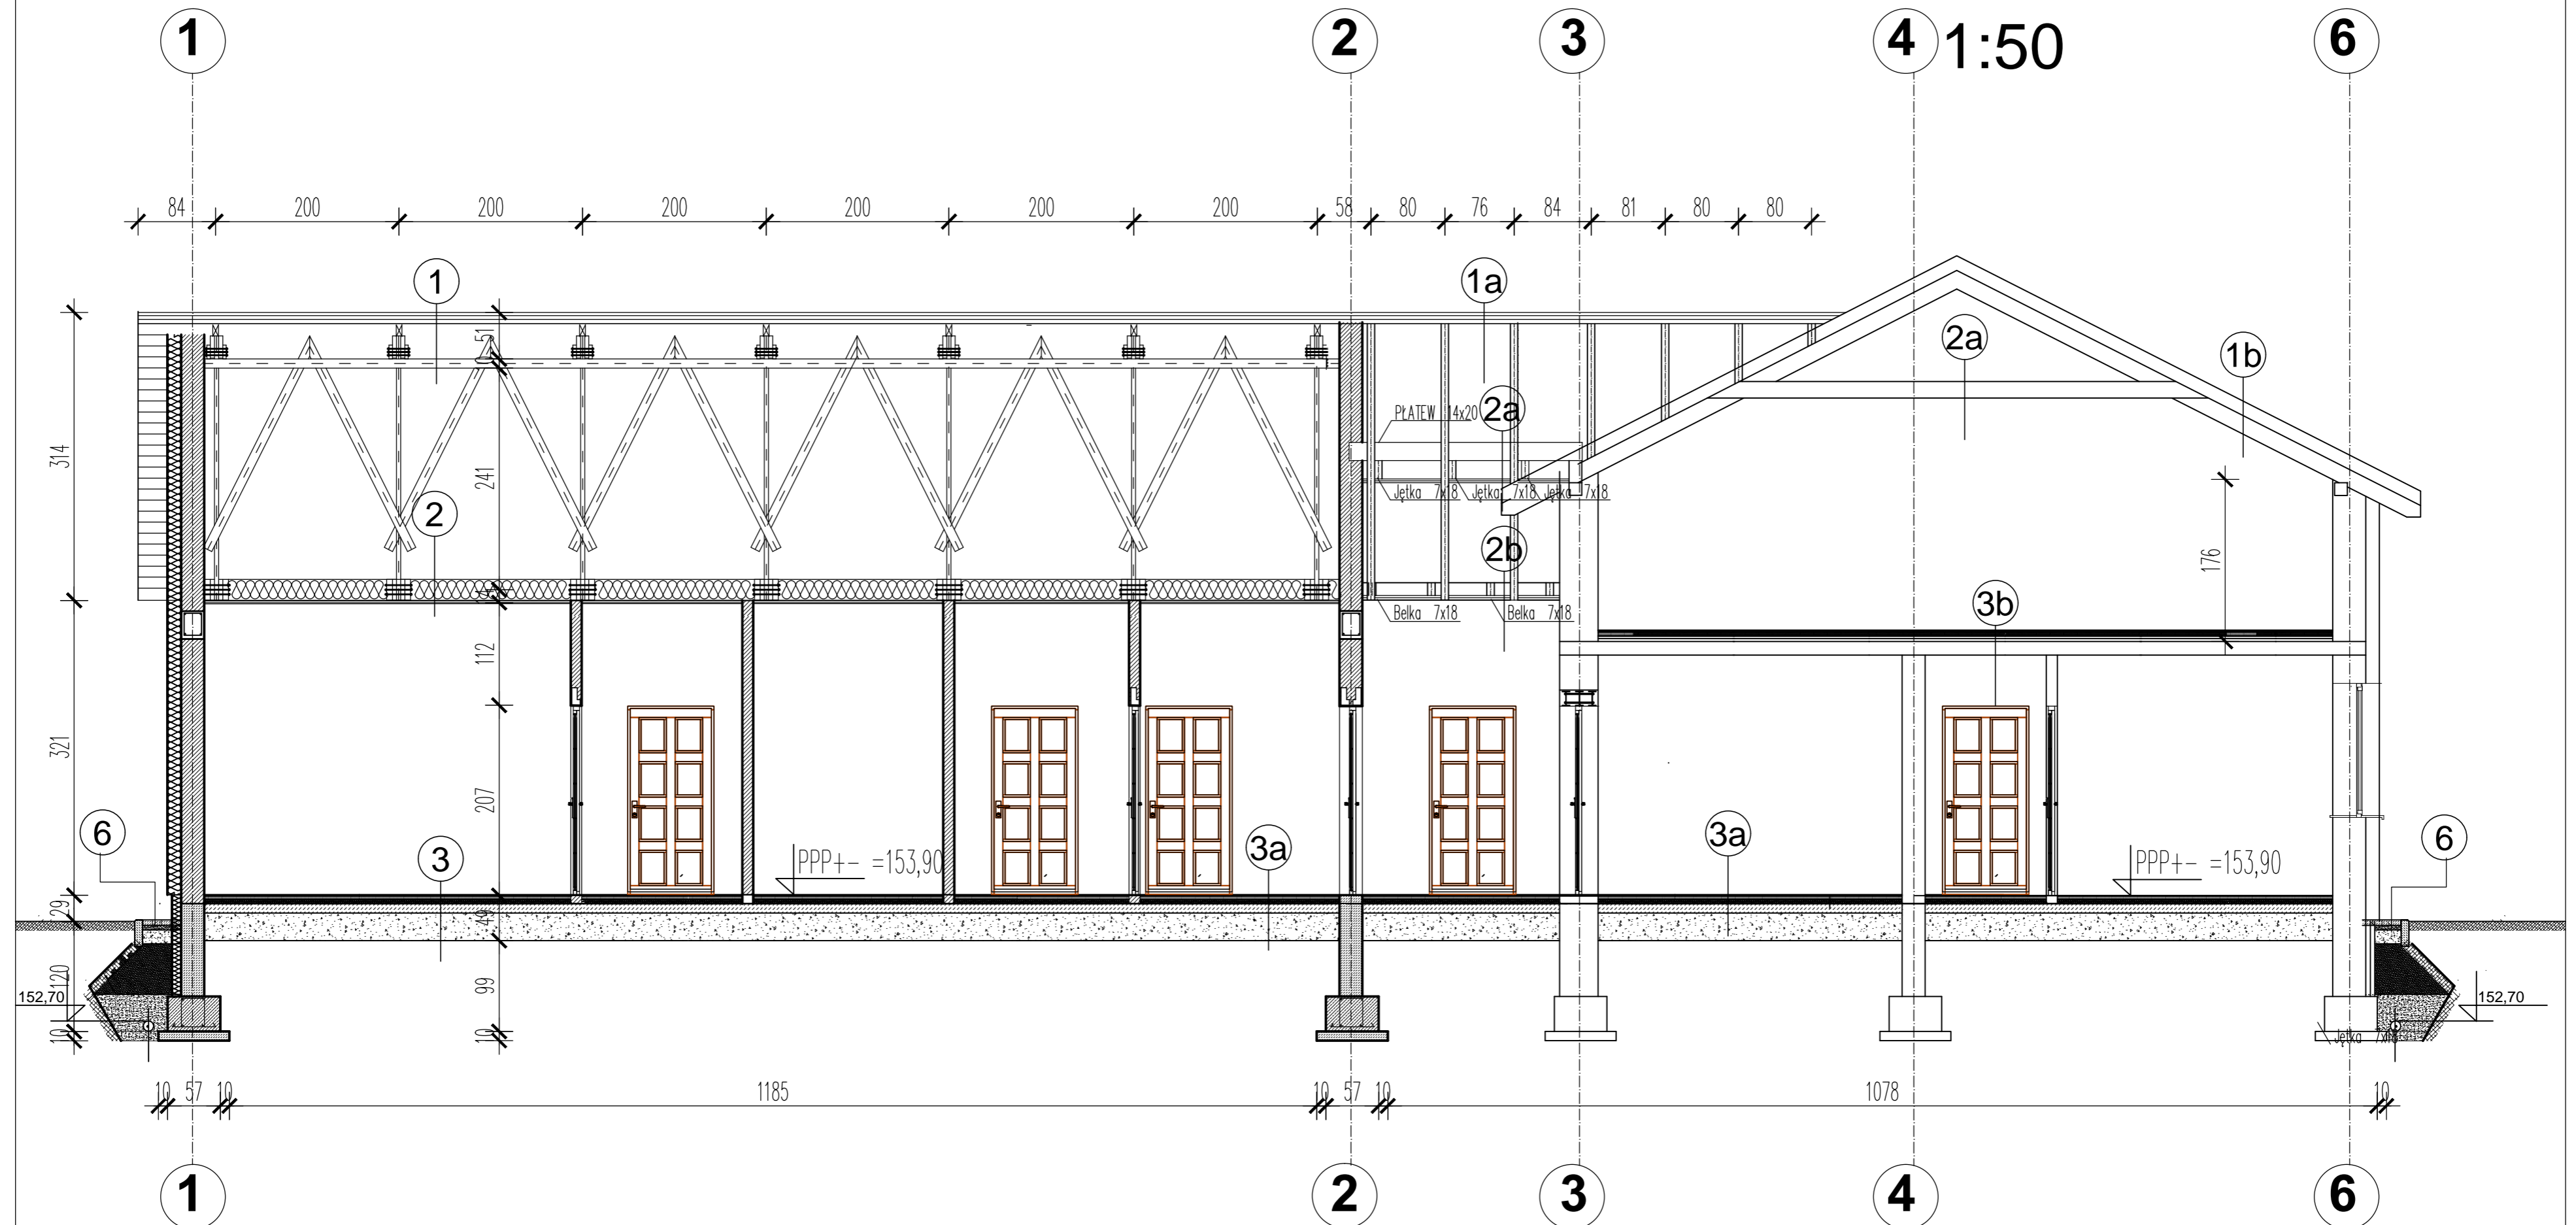 1 2 3 4 1:50 6
84 200 200 200 200 200 200 58 80 76 84 81 80 80
1 1a
51
2a 1b
PŁATEW 14x20 2a
314 241
Jętka 7x18 Jętka 7x18 Jętka 7x18
2
2b 176
Belka 7x18 Belka 7x18
3b
112
321
207
6 3 PPP+- =153,90 3a 3a PPP+- =153,90 6
29 49
120 99
152,70 152,70
10 10
Jętka 7x18
10 57 10 1185 10 57 10 1078 10
1 2 3 4 6